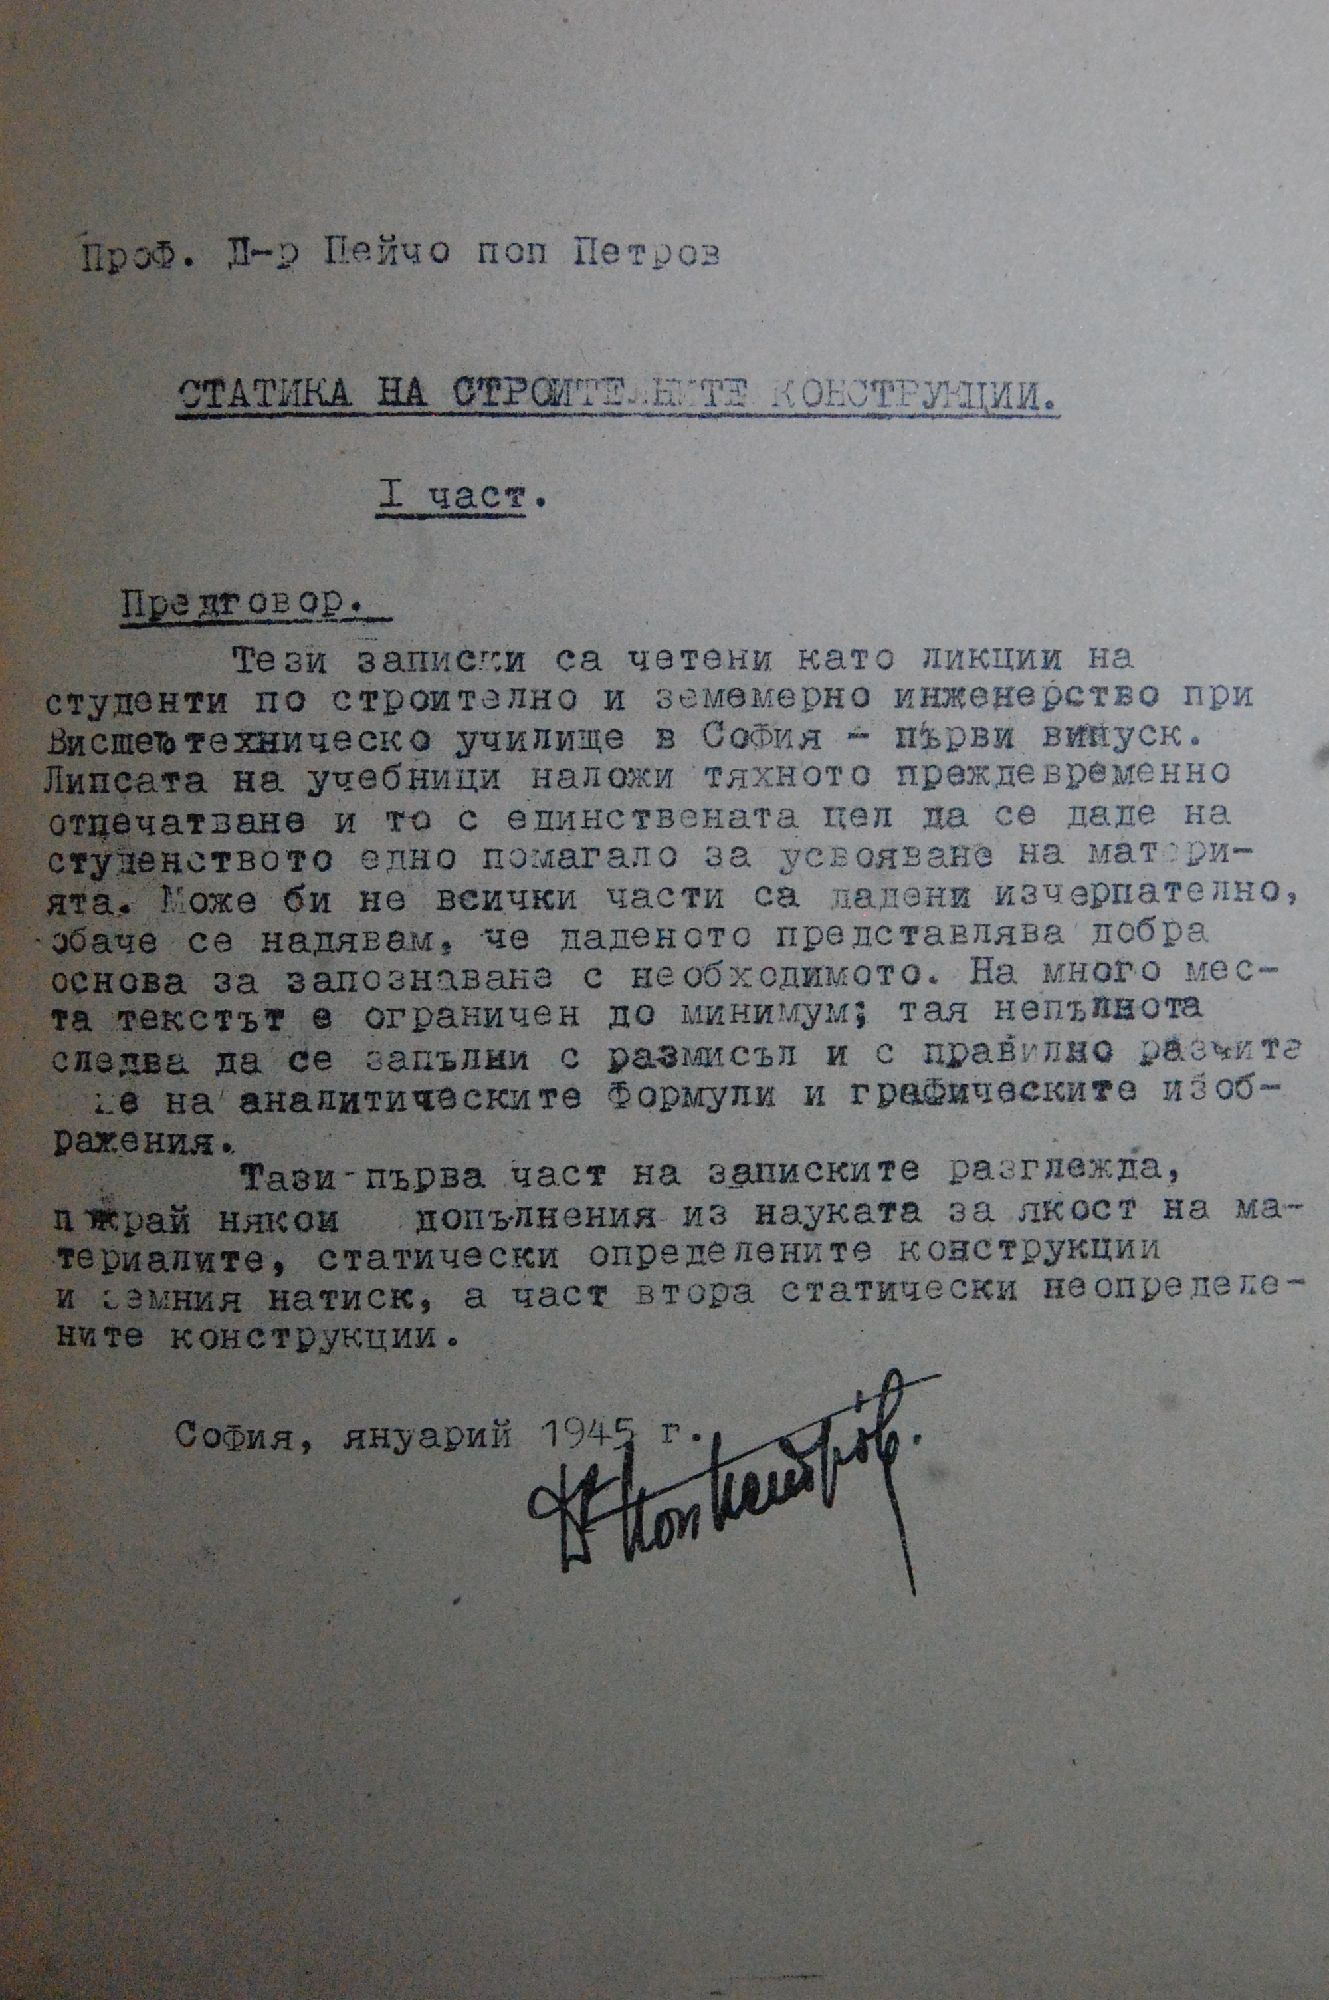 Проф. Д-р Пейчо поп Петров
СТАТИКА НА СТРОИТЕЛНИТЕ КОНСТРУКЦИИ.
I част.
Предговор.
Тези записки са четени като ликции на
студенти по строително и земемерно инженерство при
Висшето техническо училище в София – първи випуск.
Липсата на учебници наложи тяхното преждевременно
отпечатване и то с единствената цел да се даде на
студенството едно помагало за усвояване на матери-
ята. Може би не всички части са дадени изчерпателно,
обаче се надявам, че даденото представлява добра
основа за запознаване с необходимото. На много мес-
та текстът е ограничен до минимум; тая непълнота
следва да се запълни с размисъл и с правилно разчита
не на аналитическите формули и графическите изоб-
ражения.
Тази първа част на записките разглежда,
покрай някои допълнения из науката за якост на ма-
териалите, статически определените конструкции
и земния натиск, а част втора статически неопределе-
ните конструкции.
София, януарий 1945 г.
попПетров.